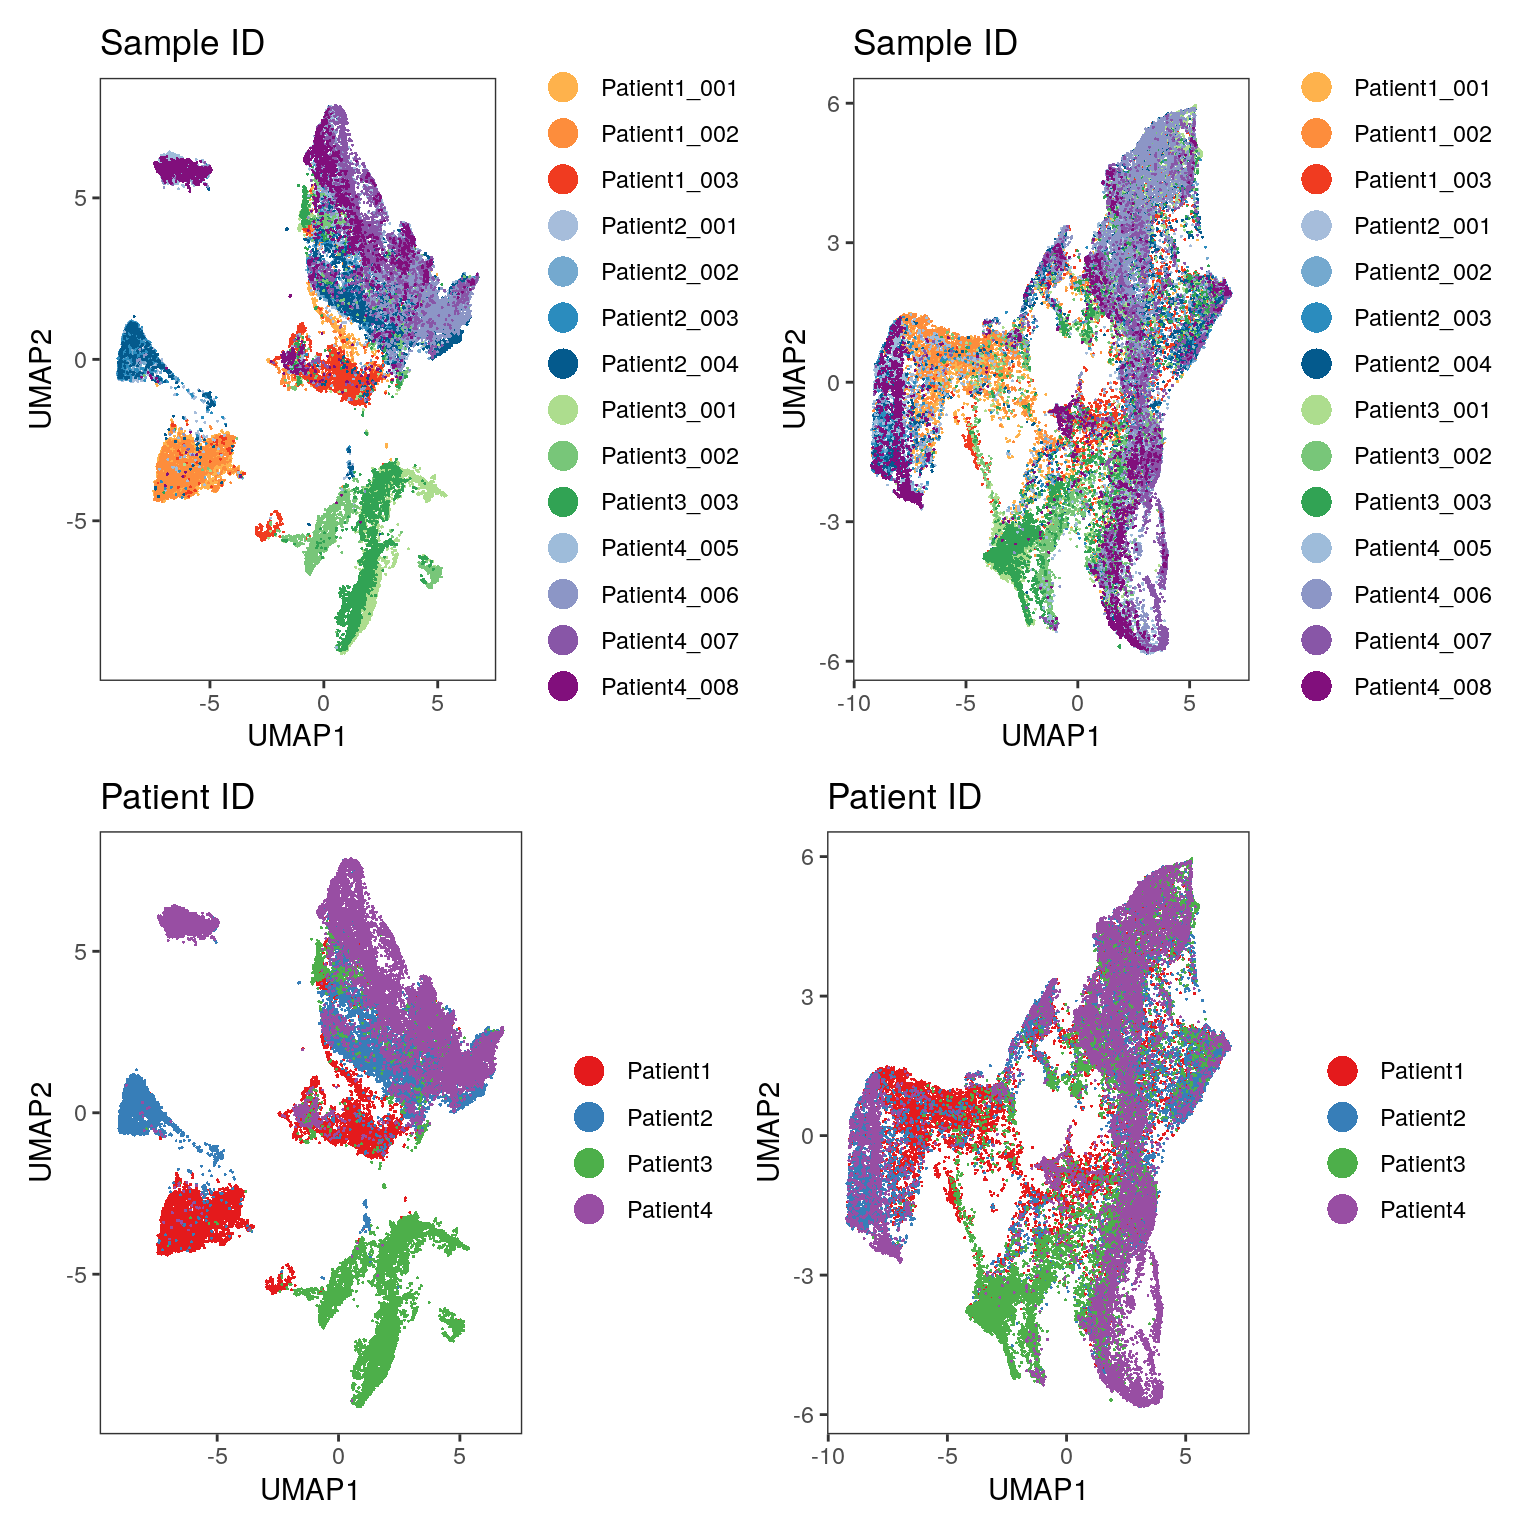 Sample ID
UMAP2
5
0
-5
-5
0
5
UMAP1
Patient1_001
Patient1_002
Patient1_003
Patient2_001
Patient2_002
Patient2_003
Patient2_004
Patient3_001
Patient3_002
Patient3_003
Patient4_005
Patient4_006
Patient4_007
Patient4_008
Sample ID
UMAP2
6
3
0
-3
-6
-10
-5
0
5
UMAP1
Patient1_001
Patient1_002
Patient1_003
Patient2_001
Patient2_002
Patient2_003
Patient2_004
Patient3_001
Patient3_002
Patient3_003
Patient4_005
Patient4_006
Patient4_007
Patient4_008
Patient ID
UMAP2
5
0
-5
-5
0
5
UMAP1
Patient1
Patient2
Patient3
Patient4
Patient ID
UMAP2
6
3
0
-3
-6
-10
-5
0
5
UMAP1
Patient1
Patient2
Patient3
Patient4